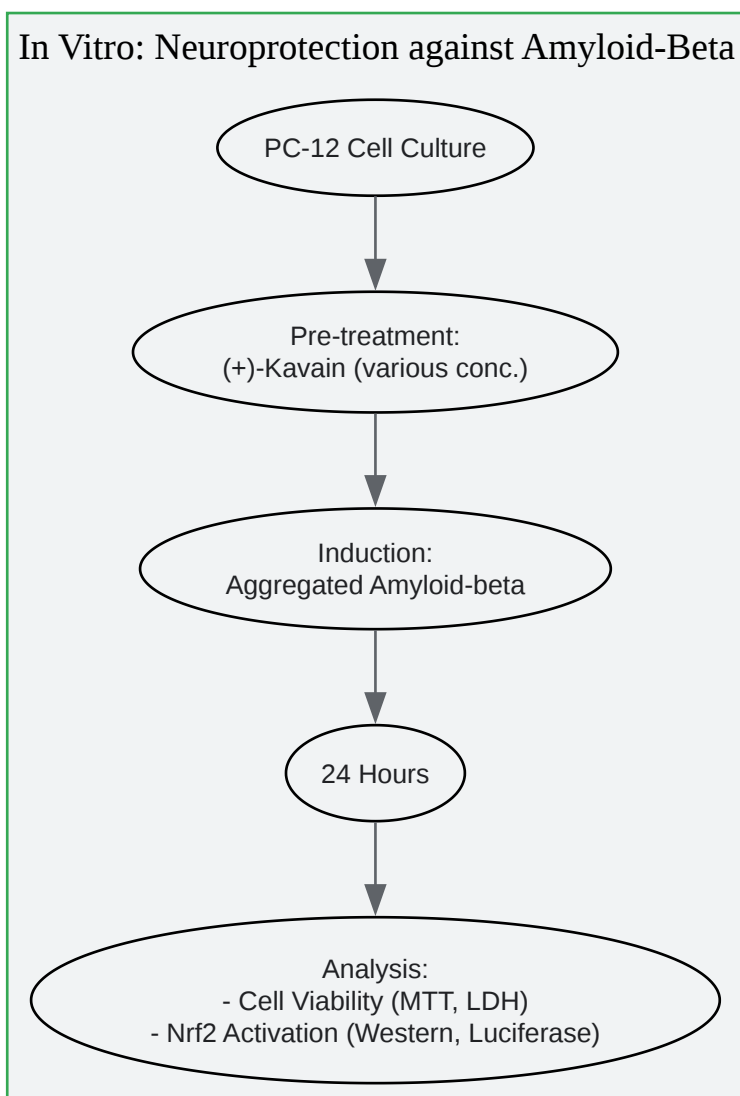 In Vitro: Neuroprotection against Amyloid-Beta
PC-12 Cell Culture
Pre-treatment:
(+)-Kavain (various conc.)
Induction:
Aggregated Amyloid-beta
24 Hours
Analysis:
- Cell Viability (MTT, LDH)
- Nrf2 Activation (Western, Luciferase)